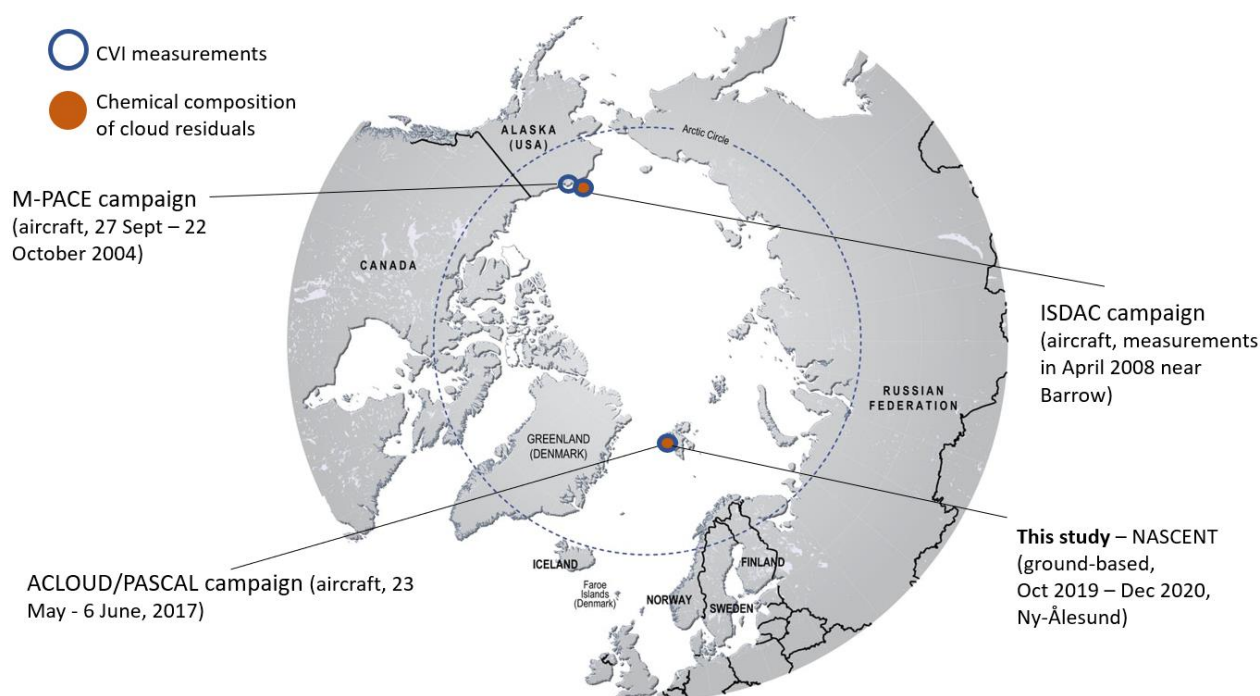 CVI measurements
Chemical composition
of cloud residuals
ALASKA
(USA)
Arctic Circle
M-PACE campaign
(aircraft, 27 Sept – 22
October 2004)
CANADA
ISDAC campaign
(aircraft, measurements
in April 2008 near
Barrow)
RUSSIAN
FEDERATION
GREENLAND
(DENMARK)
This study – NASCENT
(ground-based,
Oct 2019 – Dec 2020,
Ny-Ålesund)
ICELAND
Faroe
Islands
(Denmark)
FINLAND
NORWAY
SWEDEN
ACLOUD/PASCAL campaign (aircraft, 23
May - 6 June, 2017)